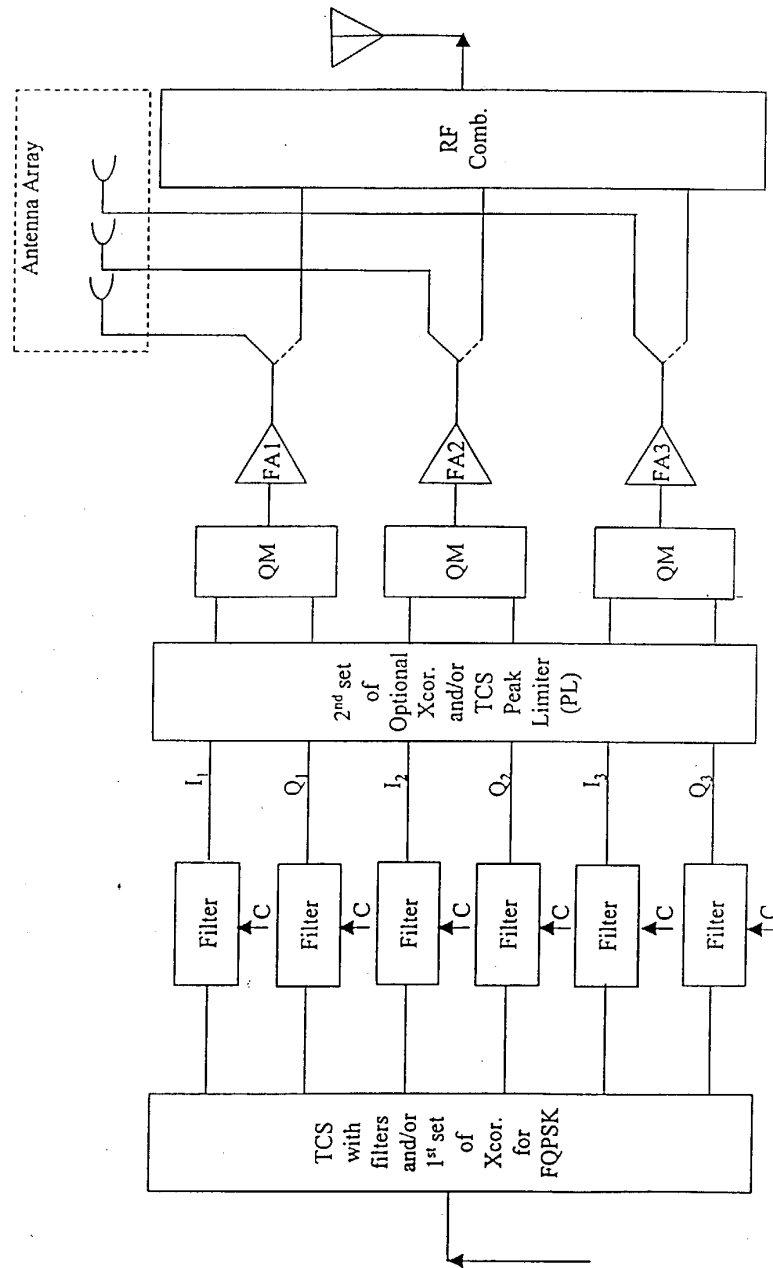 TCS
with
filters
and/or
1st set
of
Xcor.
for
FQPSK
Filter
C
Filter
C
Filter
C
Filter
C
Filter
C
Filter
C
I1
Q1
I2
Q2
I3
Q3
2nd set
of
Optional
Xcor.
and/or
TCS
Peak
Limiter
(PL)
QM
QM
QM
FA1
FA2
FA3
Antenna Array
RF
Comb.